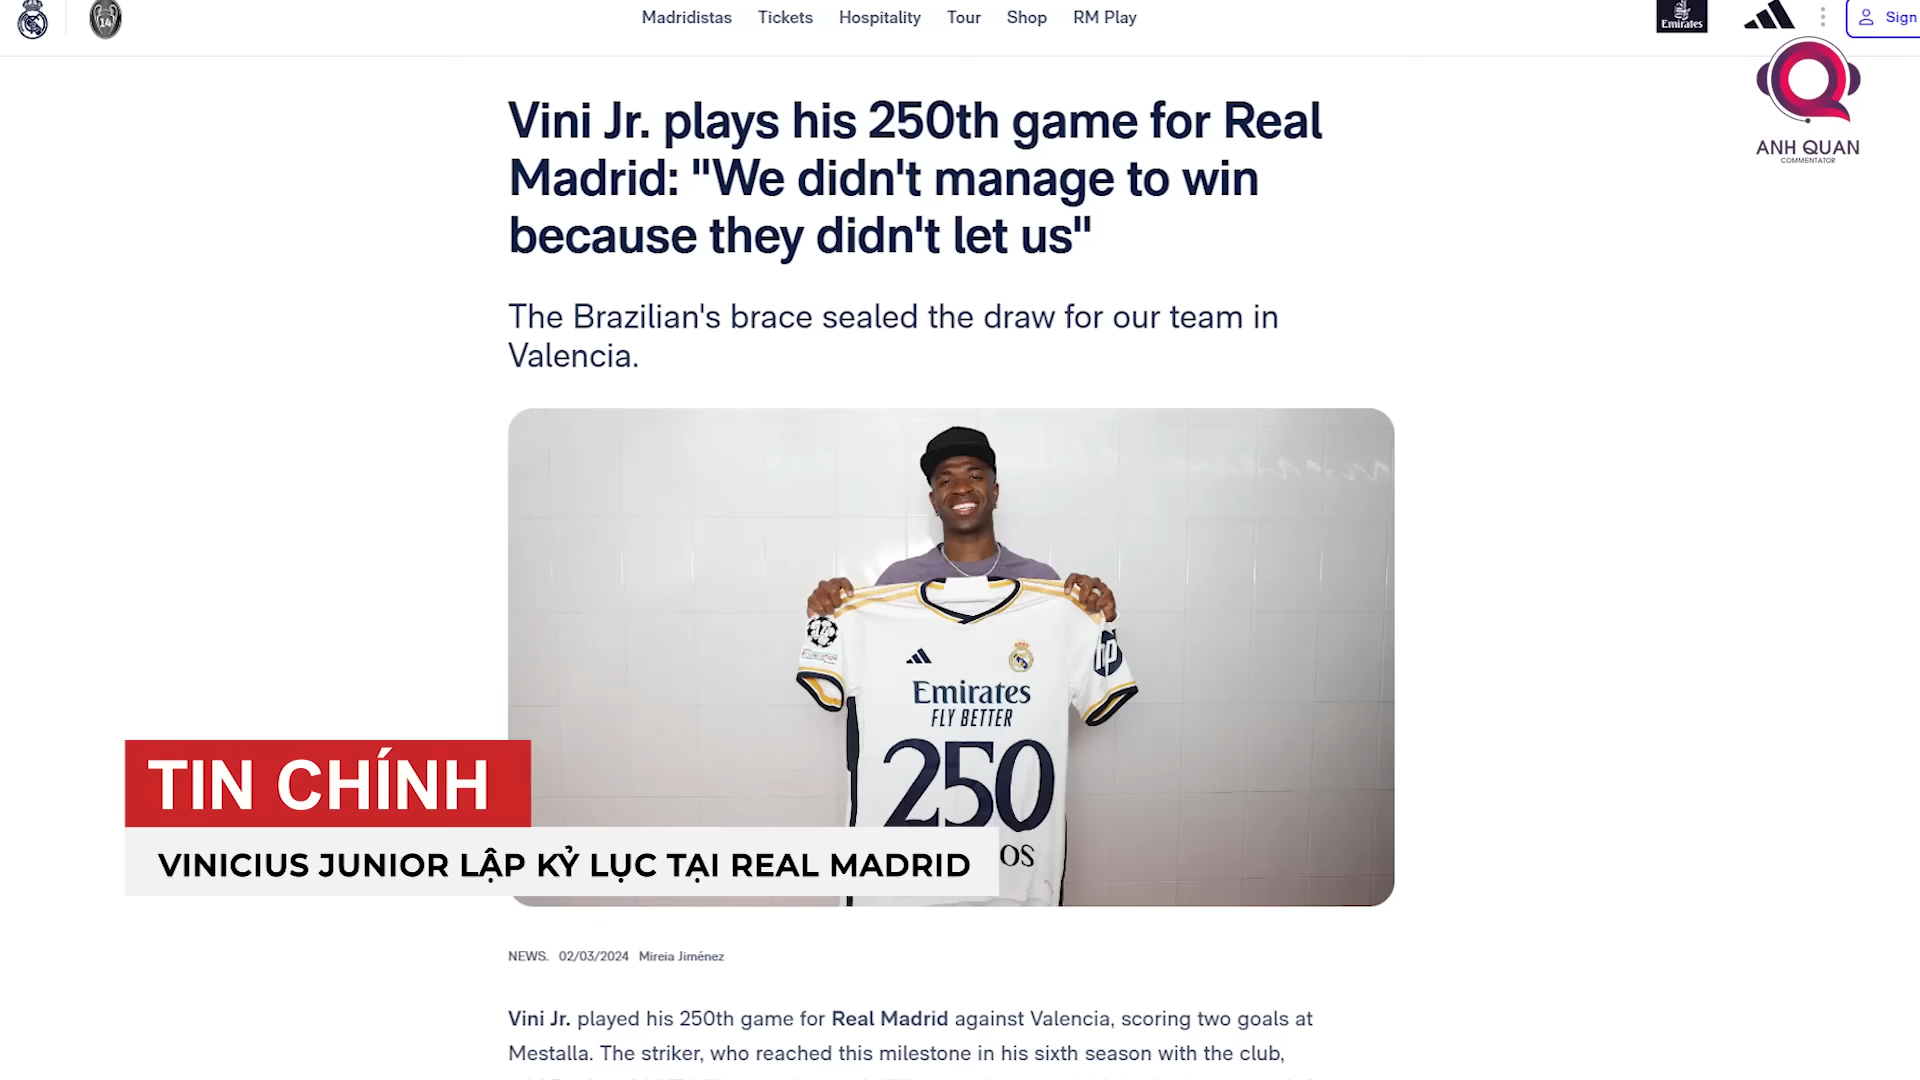 Madridistas Tickets Hospitality Tour Shop RM Play
Emirates
Sign
14
ANH QUAN
COMMENTATOR
Vini Jr. plays his 250th game for Real
Madrid: "We didn't manage to win
because they didn't let us"
The Brazilian's brace sealed the draw for our team in
Valencia.
hp
Emirates
FLY BETTER
250
OS
TIN CHÍNH
VINICIUS JUNIOR LẬP KỶ LỤC TẠI REAL MADRID
NEWS. 02/03/2024 Mireia Jiménez
Vini Jr. played his 250th game for Real Madrid against Valencia, scoring two goals at
Mestalla. The striker, who reached this milestone in his sixth season with the club,